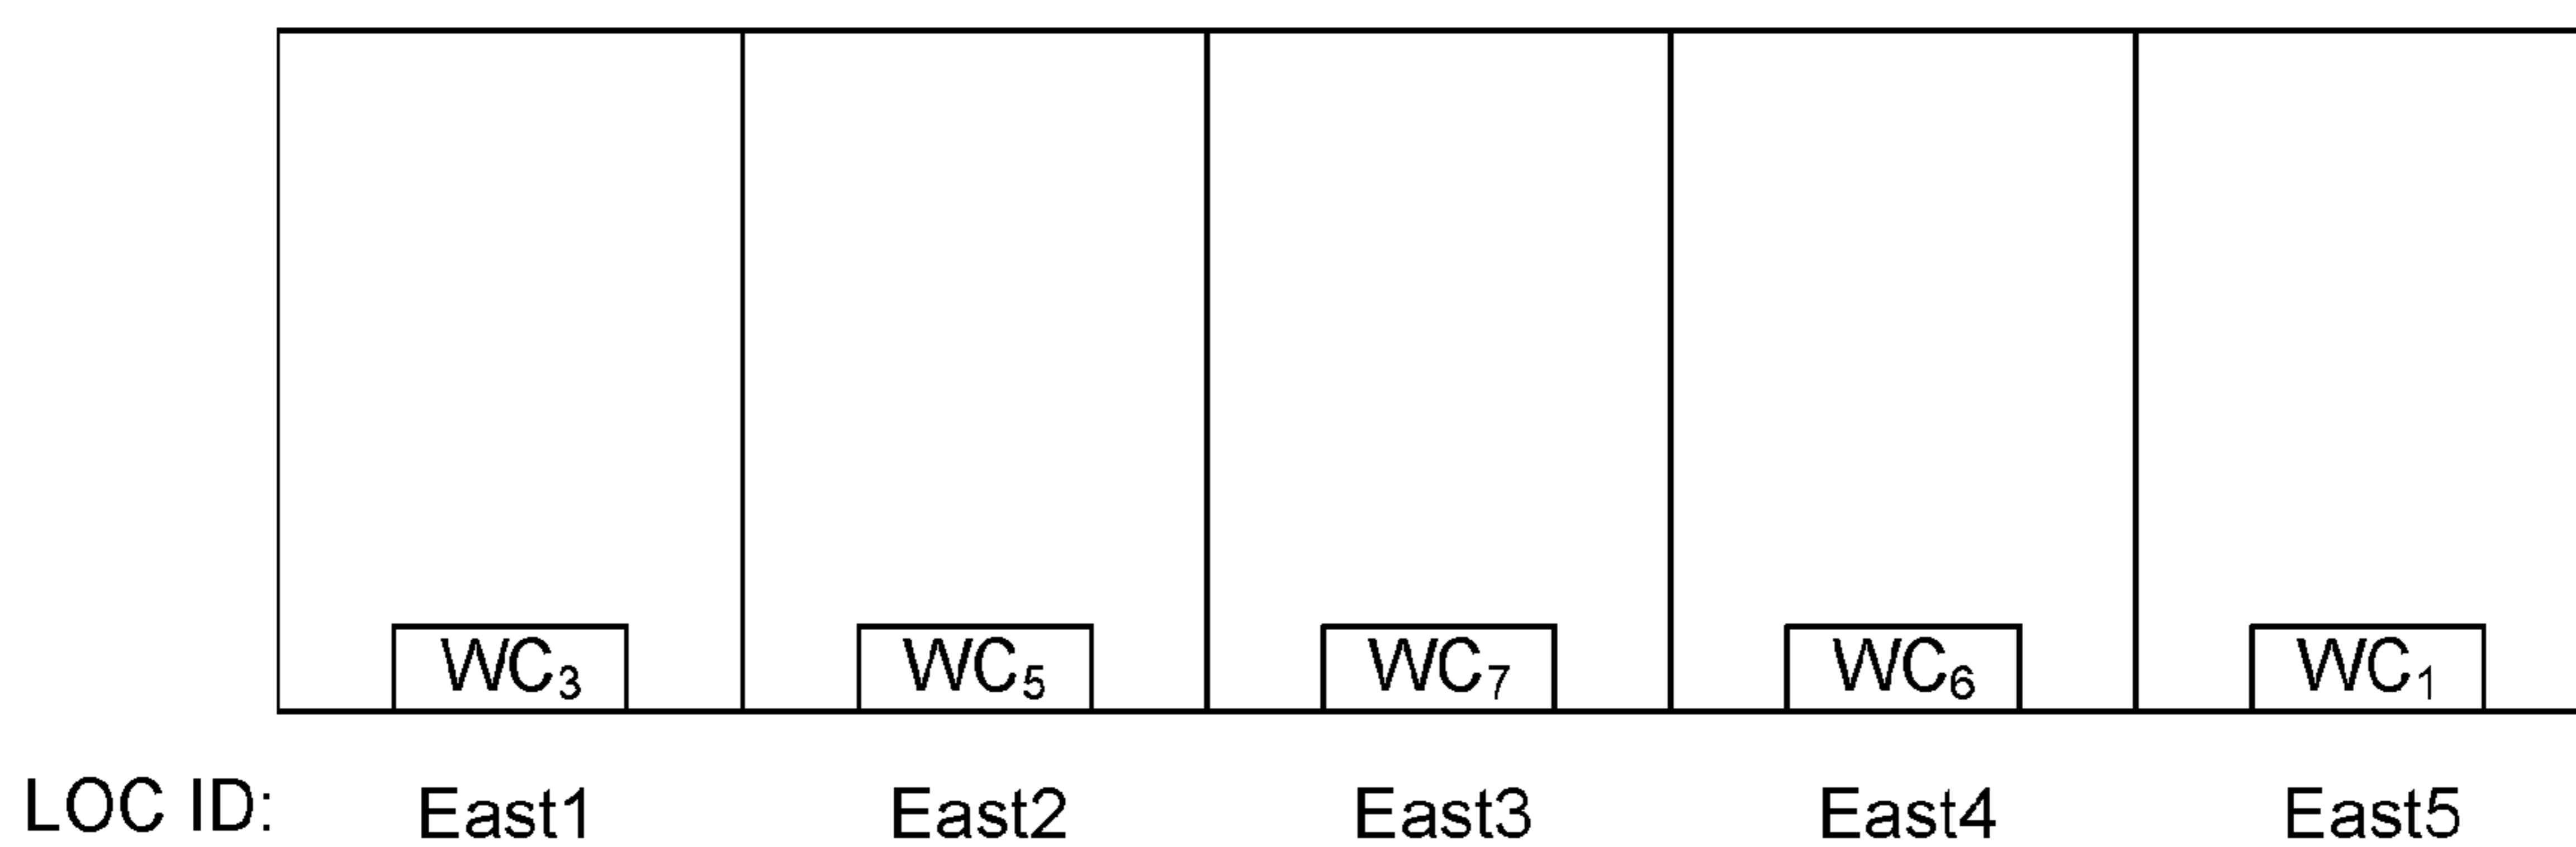 WC₃ WC₅ WC₇ WC₆ WC₁
LOC ID: East1 East2 East3 East4 East5